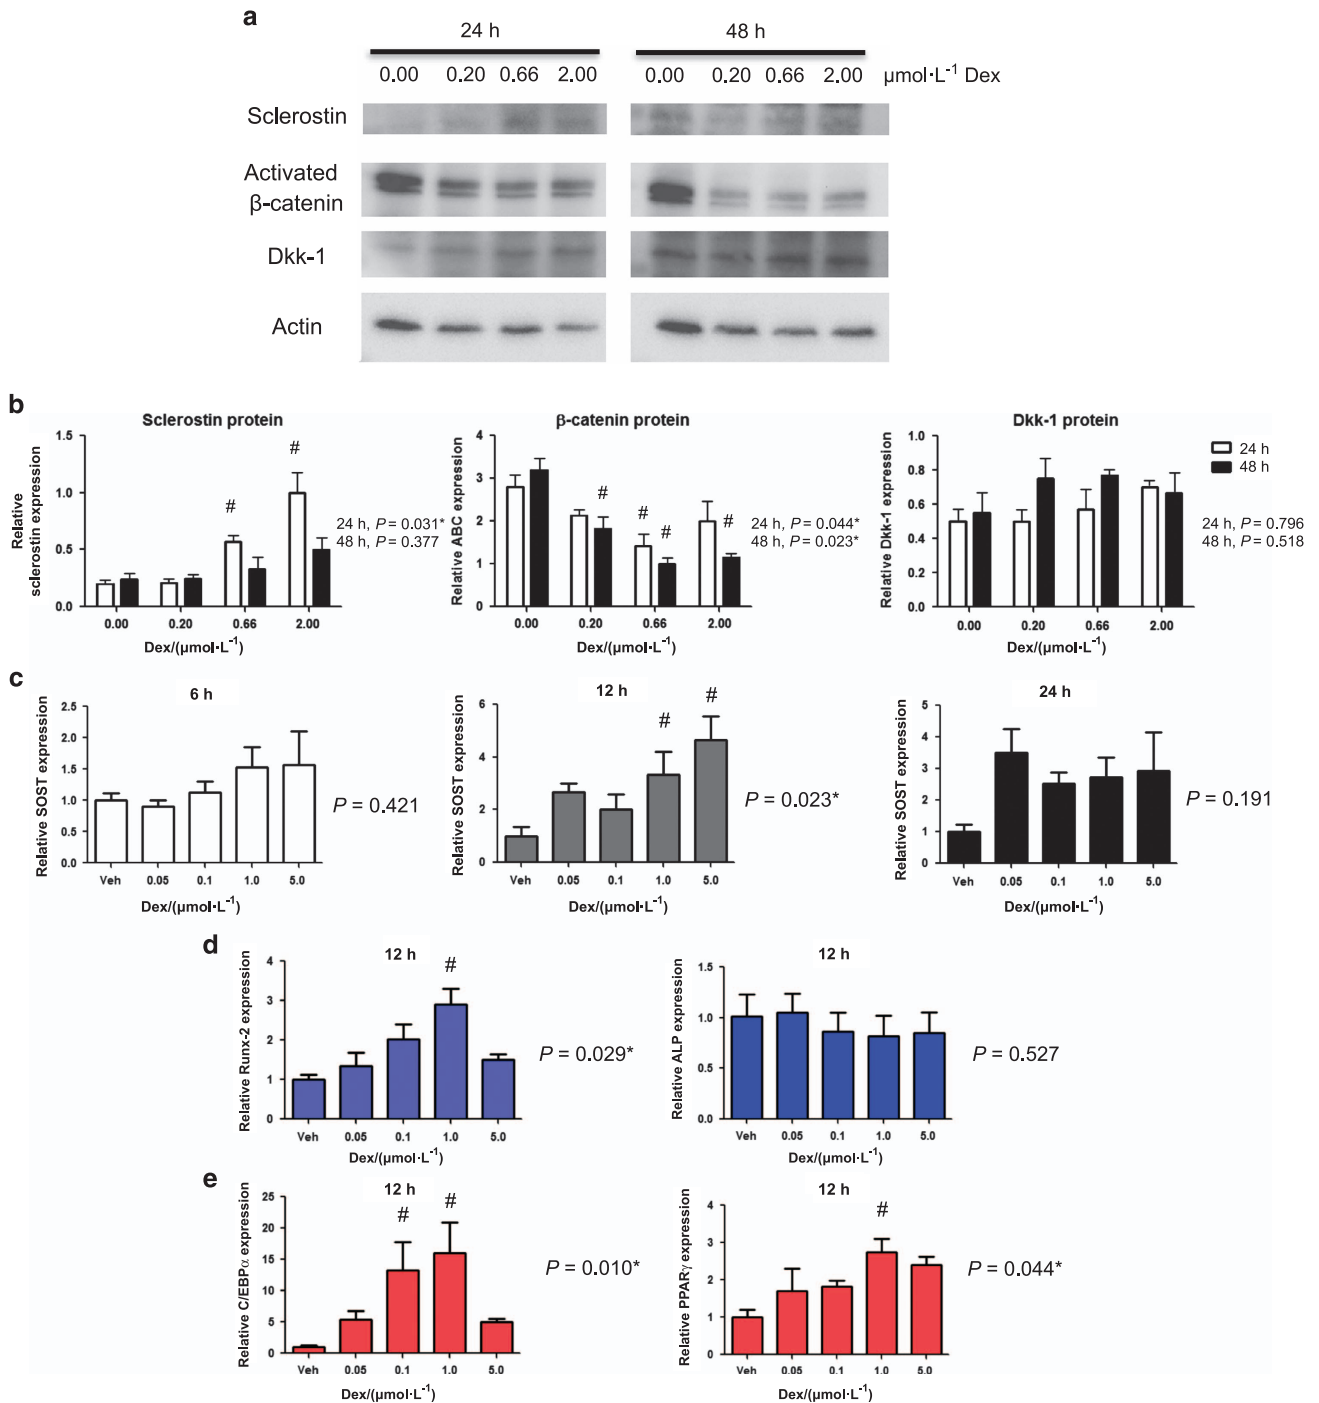 a
24 h 48 h
0.00 0.20 0.66 2.00 0.00 0.20 0.66 2.00 µmol·L⁻¹ Dex
Sclerostin
Activated
β-catenin
Dkk-1
Actin
b
Sclerostin protein
Relative
sclerostin expression
1.5
1.0
0.5
0.0
#
#
24 h, P = 0.031*
48 h, P = 0.377
0.00 0.20 0.66 2.00
Dex/(µmol·L⁻¹)
β-catenin protein
Relative ABC expression
4
3
2
1
0
#
#
#
#
24 h, P = 0.044*
48 h, P = 0.023*
0.00 0.20 0.66 2.00
Dex/(µmol·L⁻¹)
Dkk-1 protein
Relative Dkk-1 expression
1.0
0.8
0.6
0.4
0.2
0.0
24 h
48 h
24 h, P = 0.796
48 h, P = 0.518
0.00 0.20 0.66 2.00
Dex/(µmol·L⁻¹)
c
6 h
Relative SOST expression
2.5
2.0
1.5
1.0
0.5
0.0
P = 0.421
Veh 0.05 0.1 1.0 5.0
Dex/(µmol·L⁻¹)
12 h
Relative SOST expression
6
4
2
0
#
#
P = 0.023*
Veh 0.05 0.1 1.0 5.0
Dex/(µmol·L⁻¹)
24 h
Relative SOST expression
5
4
3
2
1
0
P = 0.191
Veh 0.05 0.1 1.0 5.0
Dex/(µmol·L⁻¹)
d
12 h
Relative Runx-2 expression
4
3
2
1
0
#
P = 0.029*
Veh 0.05 0.1 1.0 5.0
Dex/(µmol·L⁻¹)
12 h
Relative ALP expression
1.5
1.0
0.5
0.0
P = 0.527
Veh 0.05 0.1 1.0 5.0
Dex/(µmol·L⁻¹)
e
12 h
Relative C/EBPα expression
25
20
15
10
5
0
#
#
P = 0.010*
Veh 0.05 0.1 1.0 5.0
Dex/(µmol·L⁻¹)
12 h
Relative PPARγ expression
4
3
2
1
0
#
P = 0.044*
Veh 0.05 0.1 1.0 5.0
Dex/(µmol·L⁻¹)